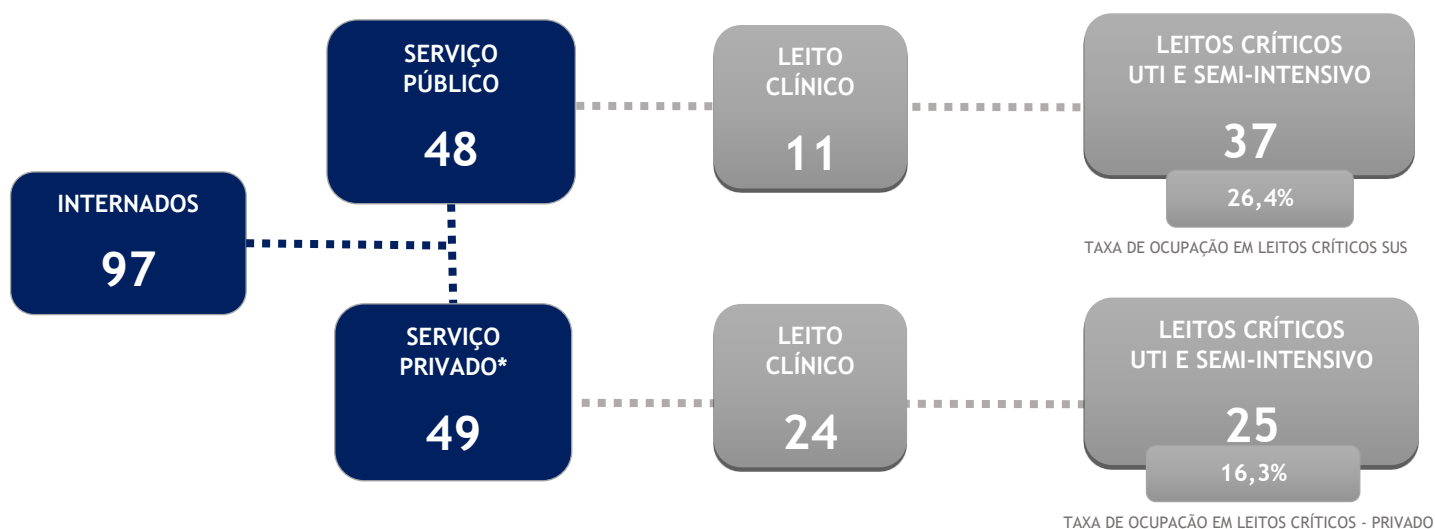 INTERNADOS
97
SERVIÇO
PÚBLICO
48
LEITO
CLÍNICO
11
LEITOS CRÍTICOS
UTI E SEMI-INTENSIVO
37
26,4%
TAXA DE OCUPAÇÃO EM LEITOS CRÍTICOS SUS
SERVIÇO
PRIVADO*
49
LEITO
CLÍNICO
24
LEITOS CRÍTICOS
UTI E SEMI-INTENSIVO
25
16,3%
TAXA DE OCUPAÇÃO EM LEITOS CRÍTICOS - PRIVADO